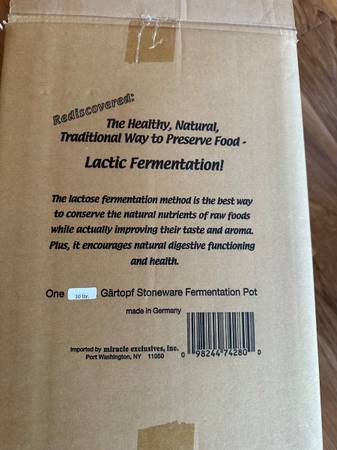 Rediscovered:
The Healthy, Natural,
Traditional Way to Preserve Food -
Lactic Fermentation!
The lactose fermentation method is the best way
to conserve the natural nutrients of raw foods
while actually improving their taste and aroma.
Plus, it encourages natural digestive functioning
and health.
One 10 ltr. Gärtopf Stoneware Fermentation Pot
made in Germany
Imported by miracle exclusives, inc.
Port Washington, NY 11050
0 98244 74280 0